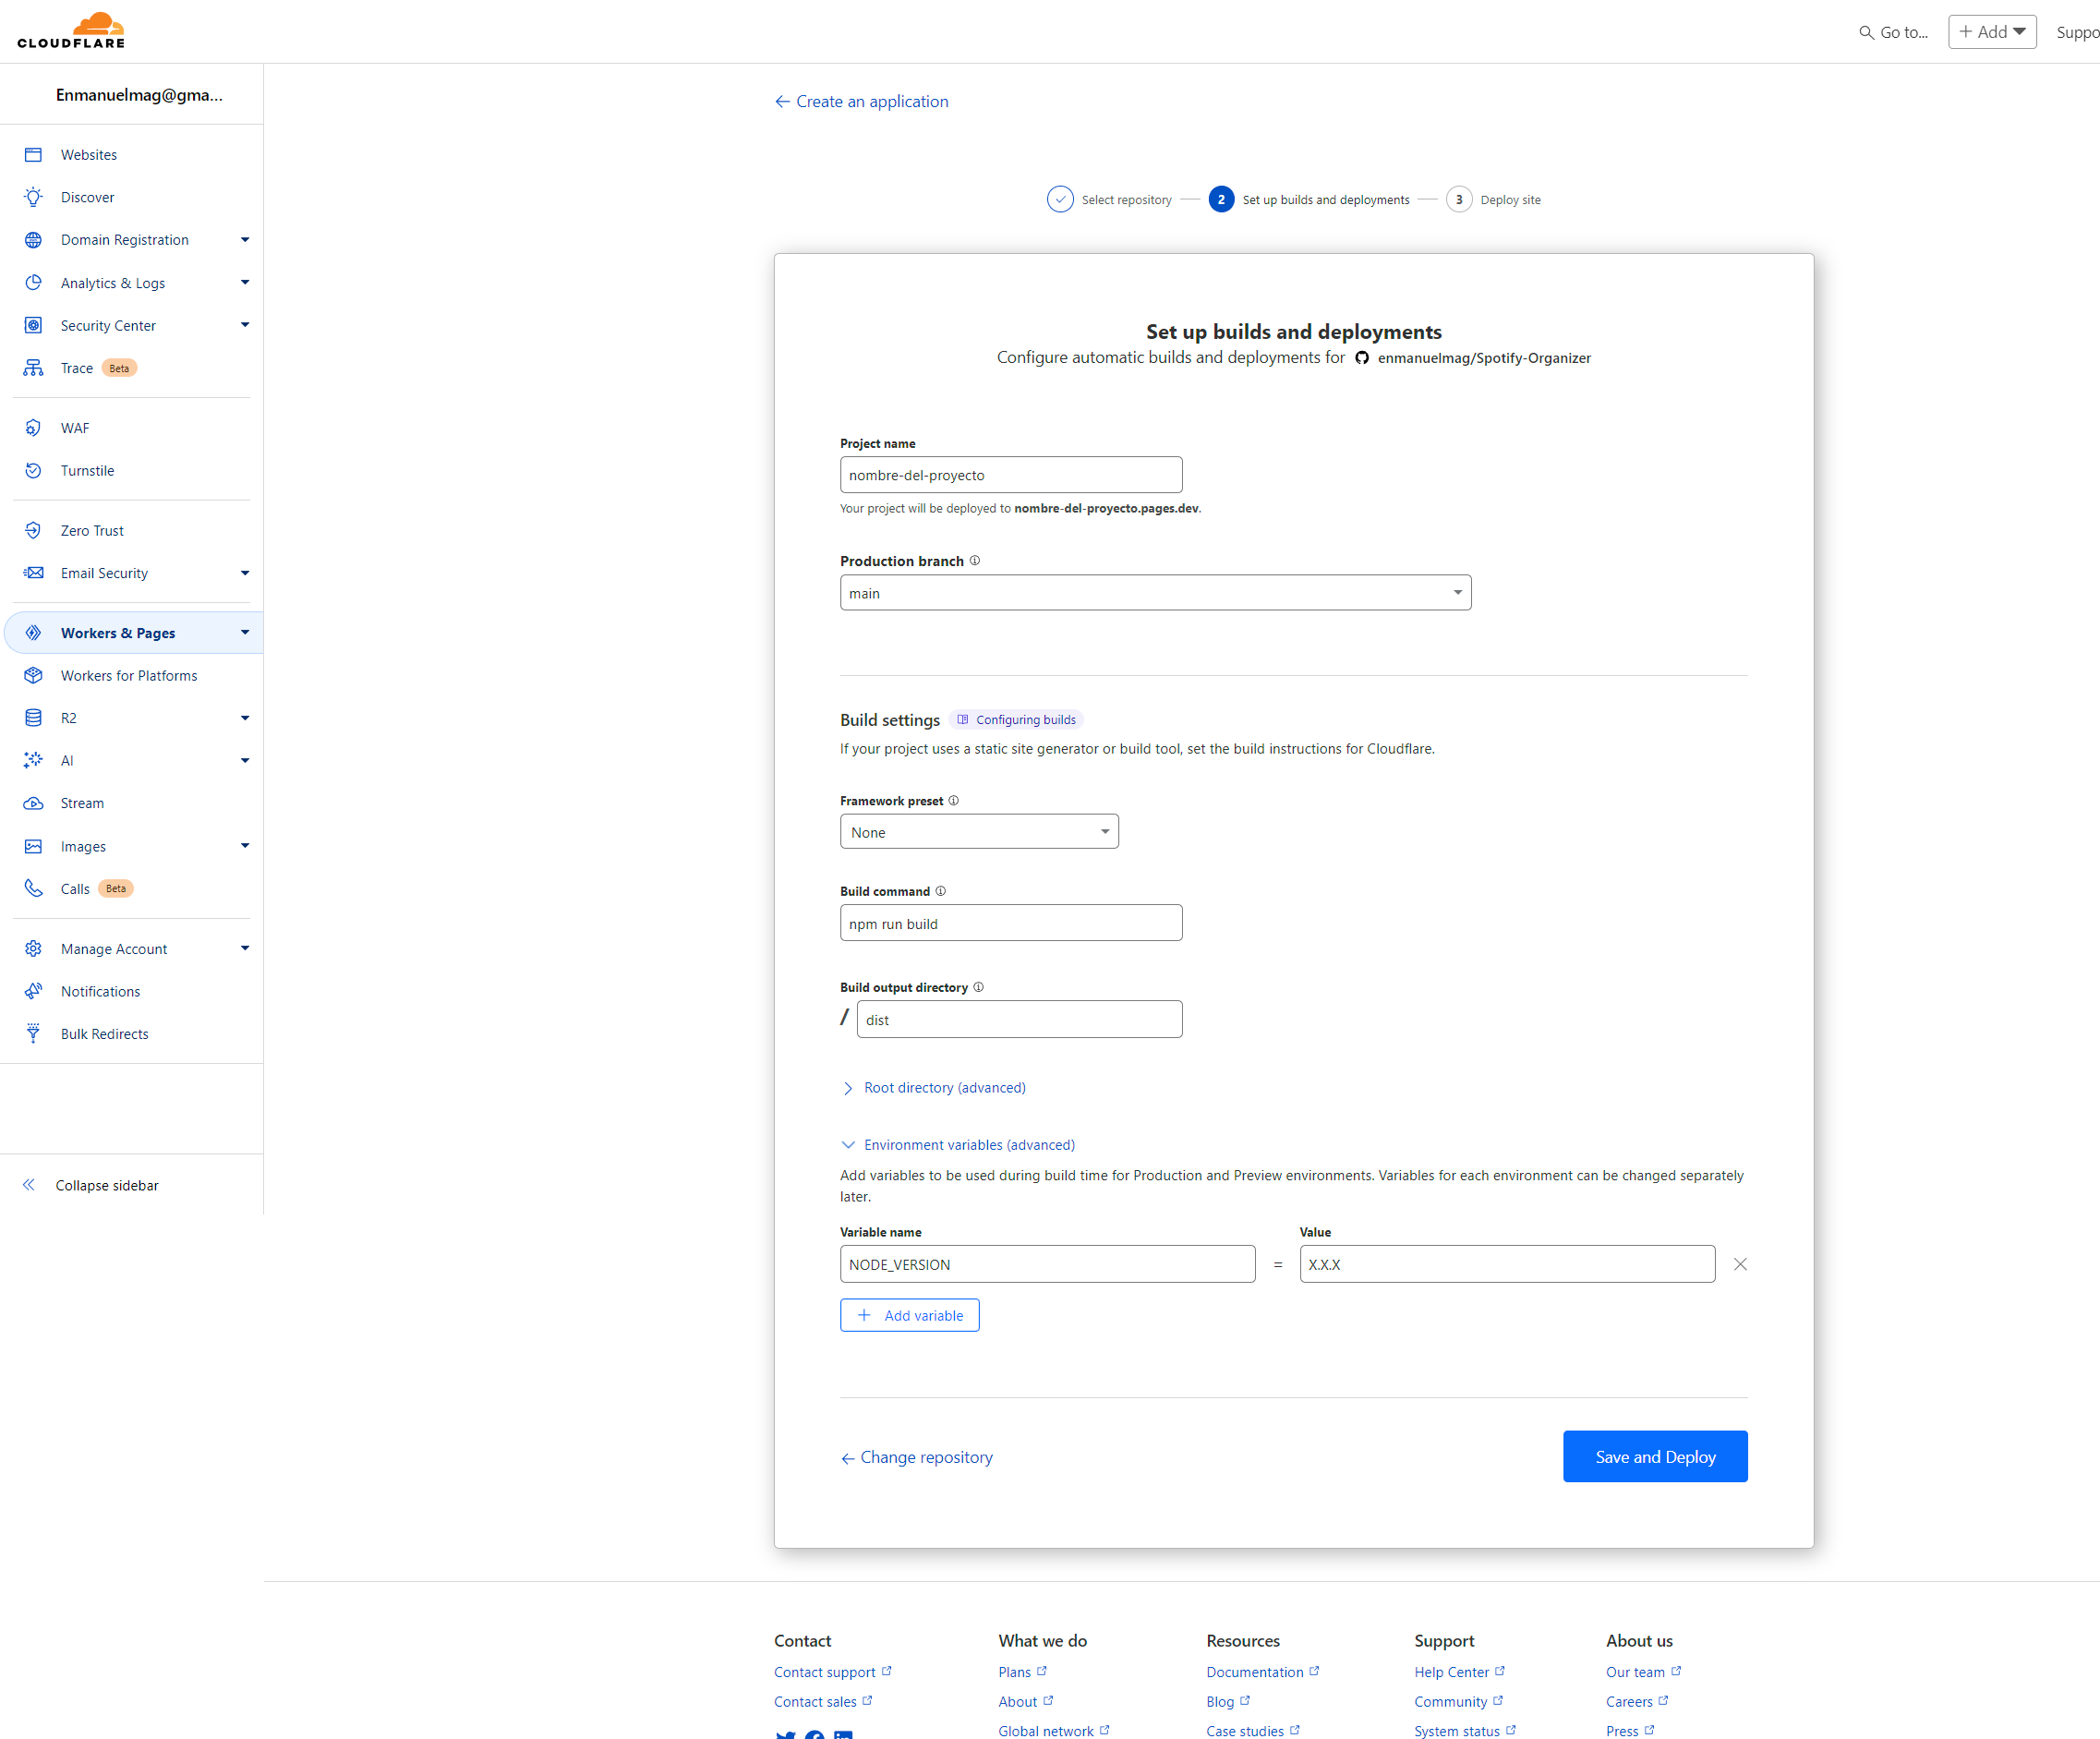 CLOUDFLARE
Go to...
Add
Suppo
Enmanuelmag@gma...
Websites
Discover
Domain Registration
Analytics & Logs
Security Center
Trace Beta
WAF
Turnstile
Zero Trust
Email Security
Workers & Pages
Workers for Platforms
R2
AI
Stream
Images
Calls Beta
Manage Account
Notifications
Bulk Redirects
Collapse sidebar
Create an application
Select repository
2 Set up builds and deployments
3 Deploy site
Set up builds and deployments
Configure automatic builds and deployments for enmanuelmag/Spotify-Organizer
Project name
nombre-del-proyecto
Your project will be deployed to nombre-del-proyecto.pages.dev.
Production branch
main
Build settings Configuring builds
If your project uses a static site generator or build tool, set the build instructions for Cloudflare.
Framework preset
None
Build command
npm run build
Build output directory
/ dist
Root directory (advanced)
Environment variables (advanced)
Add variables to be used during build time for Production and Preview environments. Variables for each environment can be changed separately
later.
Variable name
Value
NODE_VERSION = X.X.X
Add variable
Change repository
Save and Deploy
Contact
Contact support
Contact sales
What we do
Plans
About
Global network
Resources
Documentation
Blog
Case studies
Support
Help Center
Community
System status
About us
Our team
Careers
Press